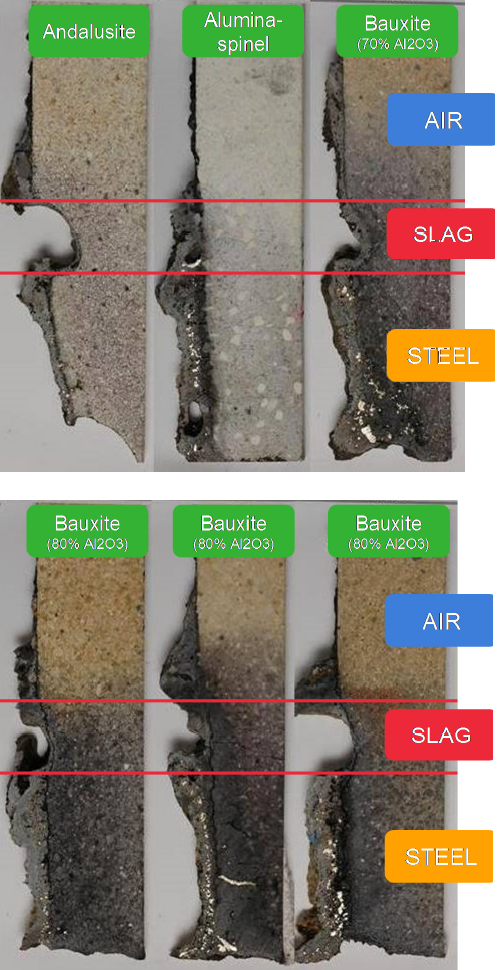 Andalusite
Alumina-
spinel
Bauxite
(70% Al2O3)
AIR
SLAG
STEEL
Bauxite
(80% Al2O3)
Bauxite
(80% Al2O3)
Bauxite
(80% Al2O3)
AIR
SLAG
STEEL